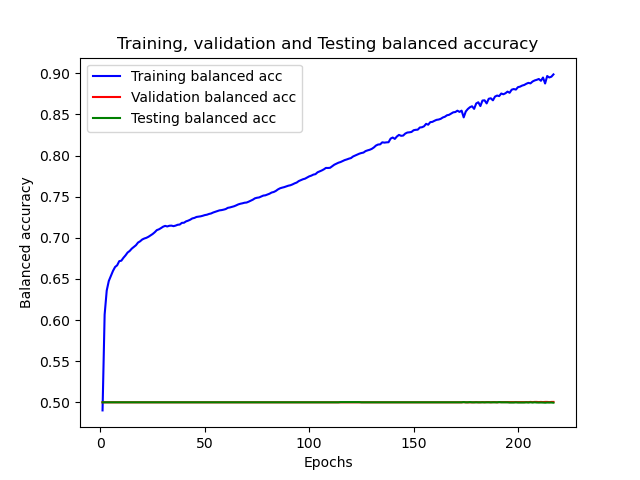 Training, validation and Testing balanced accuracy
Training balanced acc
Validation balanced acc
Testing balanced acc
Balanced accuracy
0.90
0.85
0.80
0.75
0.70
0.65
0.60
0.55
0.50
0 50 100 150 200
Epochs